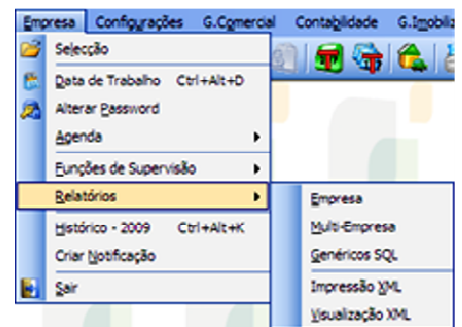 Empresa Configurações G.Comercial Contabilidade G.Imobiliz
Selecção
Data de Trabalho Ctrl+Alt+D
Alterar Password
Agenda
Funções de Supervisão
Relatórios
Histórico - 2009 Ctrl+Alt+K
Criar Notificação
Sair
Empresa
Multi-Empresa
Genéricos SQL
Impressão XML
Visualização XML